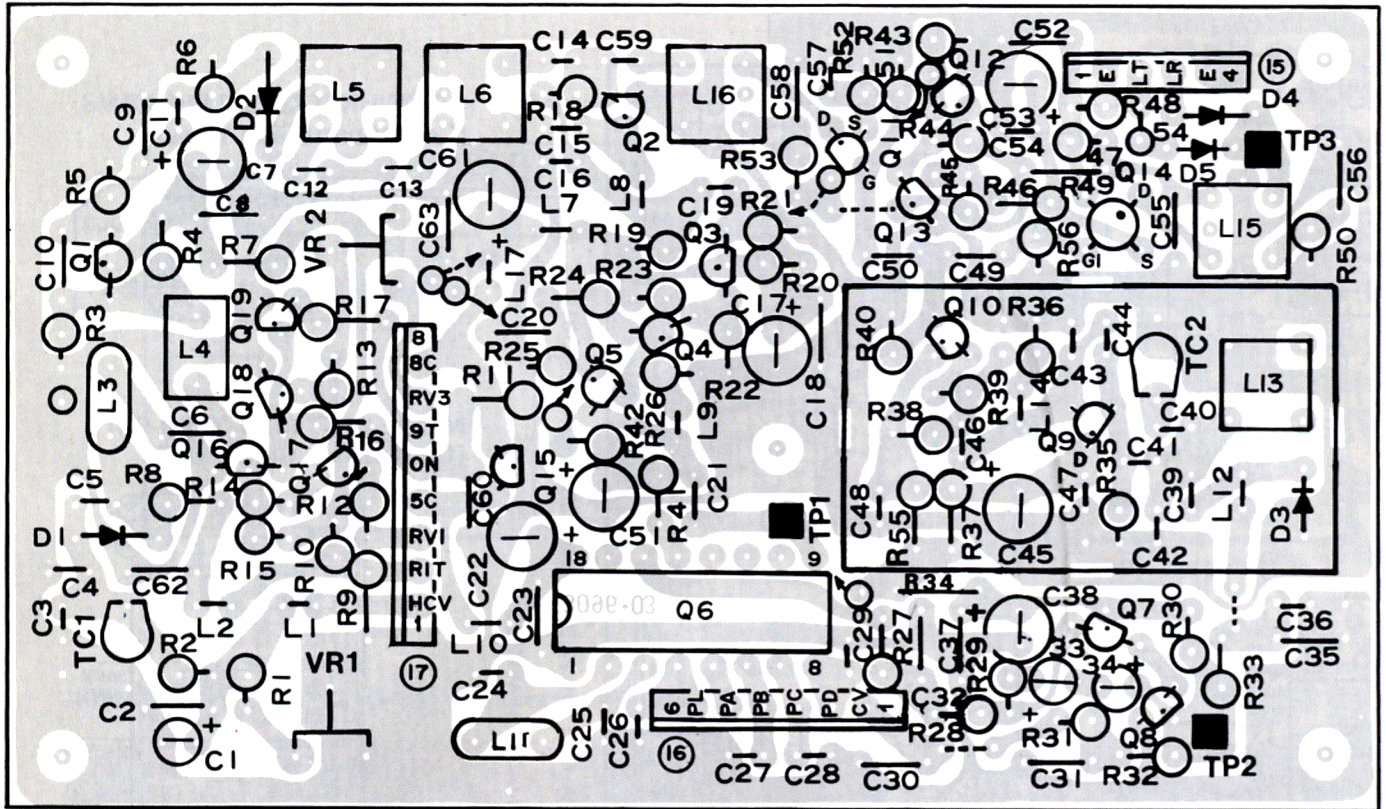 R6
C14 C59
R52
R43
C52
C57
C51
Q12
1 E LT LR E 4
15
D2
L5
L6
L16
C58
R18
Q2
R48
D4
C9
C11
R44
C53
+
54
TP3
C7
C61
C15
R53
D
S
G
R45
C54
47
Q14
D5
C56
R5
C12
C13
C16
L8
C19
R21
R46
R49
D
C8
VR2
C63
L7
Q13
C55
L15
C10
Q1
R4
R7
+
R19
Q3
R56
G1
S
R50
L17
R24
R23
R20
C50
C49
R3
Q19
R17
C20
C17
+
Q10
R36
L4
8
R25
Q5
Q4
R40
C44
TC2
L3
R13
8C
R11
R22
C18
C43
L13
Q18
RV3
R39
L14
C6
9T
R42
R26
L9
R38
C40
Q16
Q17
R16
ON
Q15
+
C46
Q9
D
R35
C41
C5
R8
R14
R12
5C
C60
R41
C21
C48
+
C47
C39
L12
D1
RV1
C51
TP1
R55
R37
C45
C42
D3
R15
R10
RIT
C22
+
18
9
C4
C62
R34
C3
R9
HCV
C23
Q6
+
C38
Q7
R30
TC1
L2
L1
1
L10
C29
R27
C37
C36
R2
VR1
17
1
8
R29
33
34
+
C35
R1
C24
6 PL PA PB PC PD CV 1
C32
R33
C2
+
C1
L11
C25
C26
16
R28
+
R31
Q8
C27
C28
C30
C31
R32
TP2